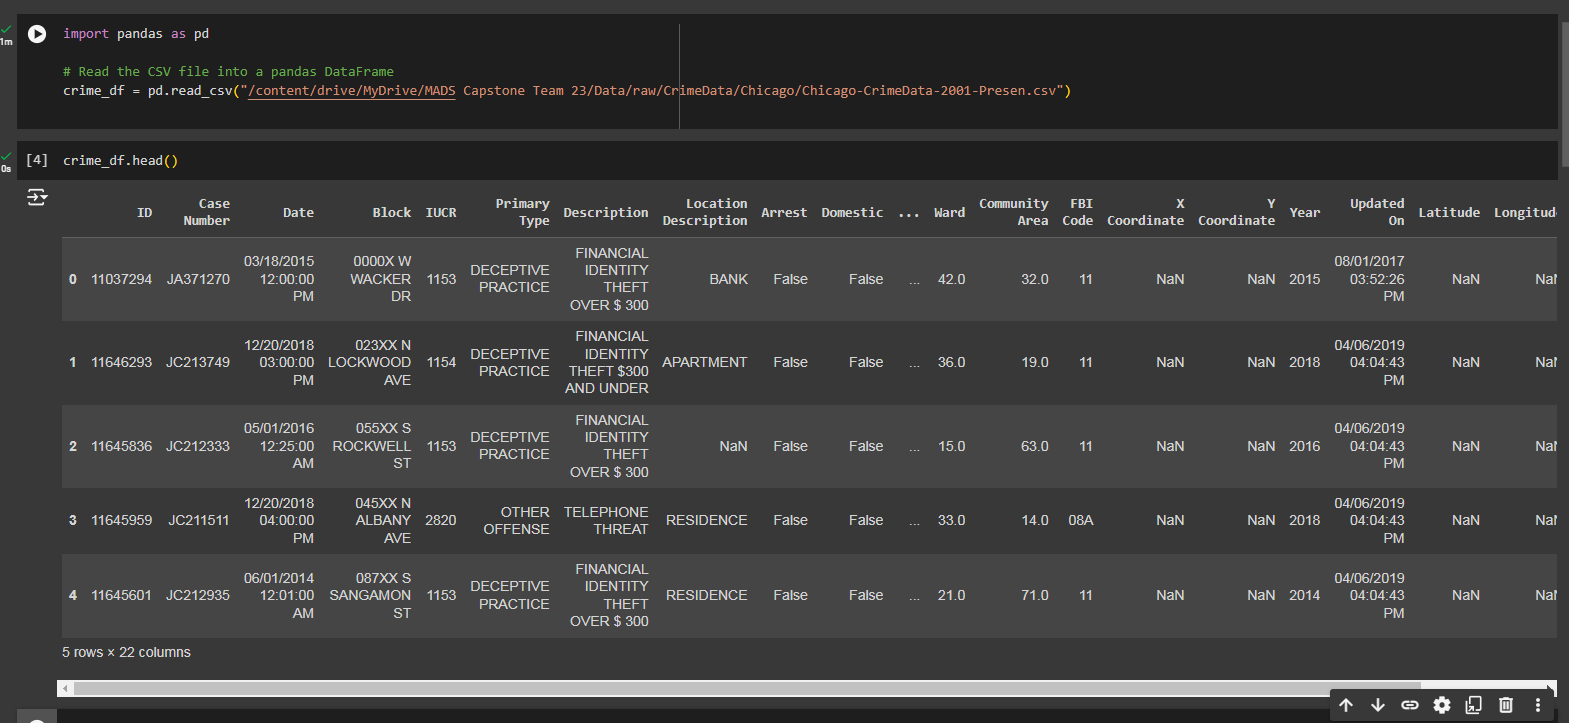 1m
import pandas as pd
# Read the CSV file into a pandas DataFrame
crime_df = pd.read_csv("/content/drive/MyDrive/MADS Capstone Team 23/Data/raw/CrimeData/Chicago/Chicago-CrimeData-2001-Presen.csv")
0s
[4] crime_df.head()
ID Case Number Date Block IUCR Primary Type Description Location Description Arrest Domestic ... Ward Community Area FBI Code X Coordinate Y Coordinate Year Updated On Latitude Longitud
0 11037294 JA371270 03/18/2015 12:00:00 PM 0000X W WACKER DR 1153 DECEPTIVE PRACTICE FINANCIAL IDENTITY THEFT OVER $ 300 BANK False False ... 42.0 32.0 11 NaN NaN 2015 08/01/2017 03:52:26 PM NaN NaN
1 11646293 JC213749 12/20/2018 03:00:00 PM 023XX N LOCKWOOD AVE 1154 DECEPTIVE PRACTICE FINANCIAL IDENTITY THEFT $300 AND UNDER APARTMENT False False ... 36.0 19.0 11 NaN NaN 2018 04/06/2019 04:04:43 PM NaN NaN
2 11645836 JC212333 05/01/2016 12:25:00 AM 055XX S ROCKWELL ST 1153 DECEPTIVE PRACTICE FINANCIAL IDENTITY THEFT OVER $ 300 NaN False False ... 15.0 63.0 11 NaN NaN 2016 04/06/2019 04:04:43 PM NaN NaN
3 11645959 JC211511 12/20/2018 04:00:00 PM 045XX N ALBANY AVE 2820 OTHER OFFENSE TELEPHONE THREAT RESIDENCE False False ... 33.0 14.0 08A NaN NaN 2018 04/06/2019 04:04:43 PM NaN NaN
4 11645601 JC212935 06/01/2014 12:01:00 AM 087XX S SANGAMON ST 1153 DECEPTIVE PRACTICE FINANCIAL IDENTITY THEFT OVER $ 300 RESIDENCE False False ... 21.0 71.0 11 NaN NaN 2014 04/06/2019 04:04:43 PM NaN NaN
5 rows × 22 columns